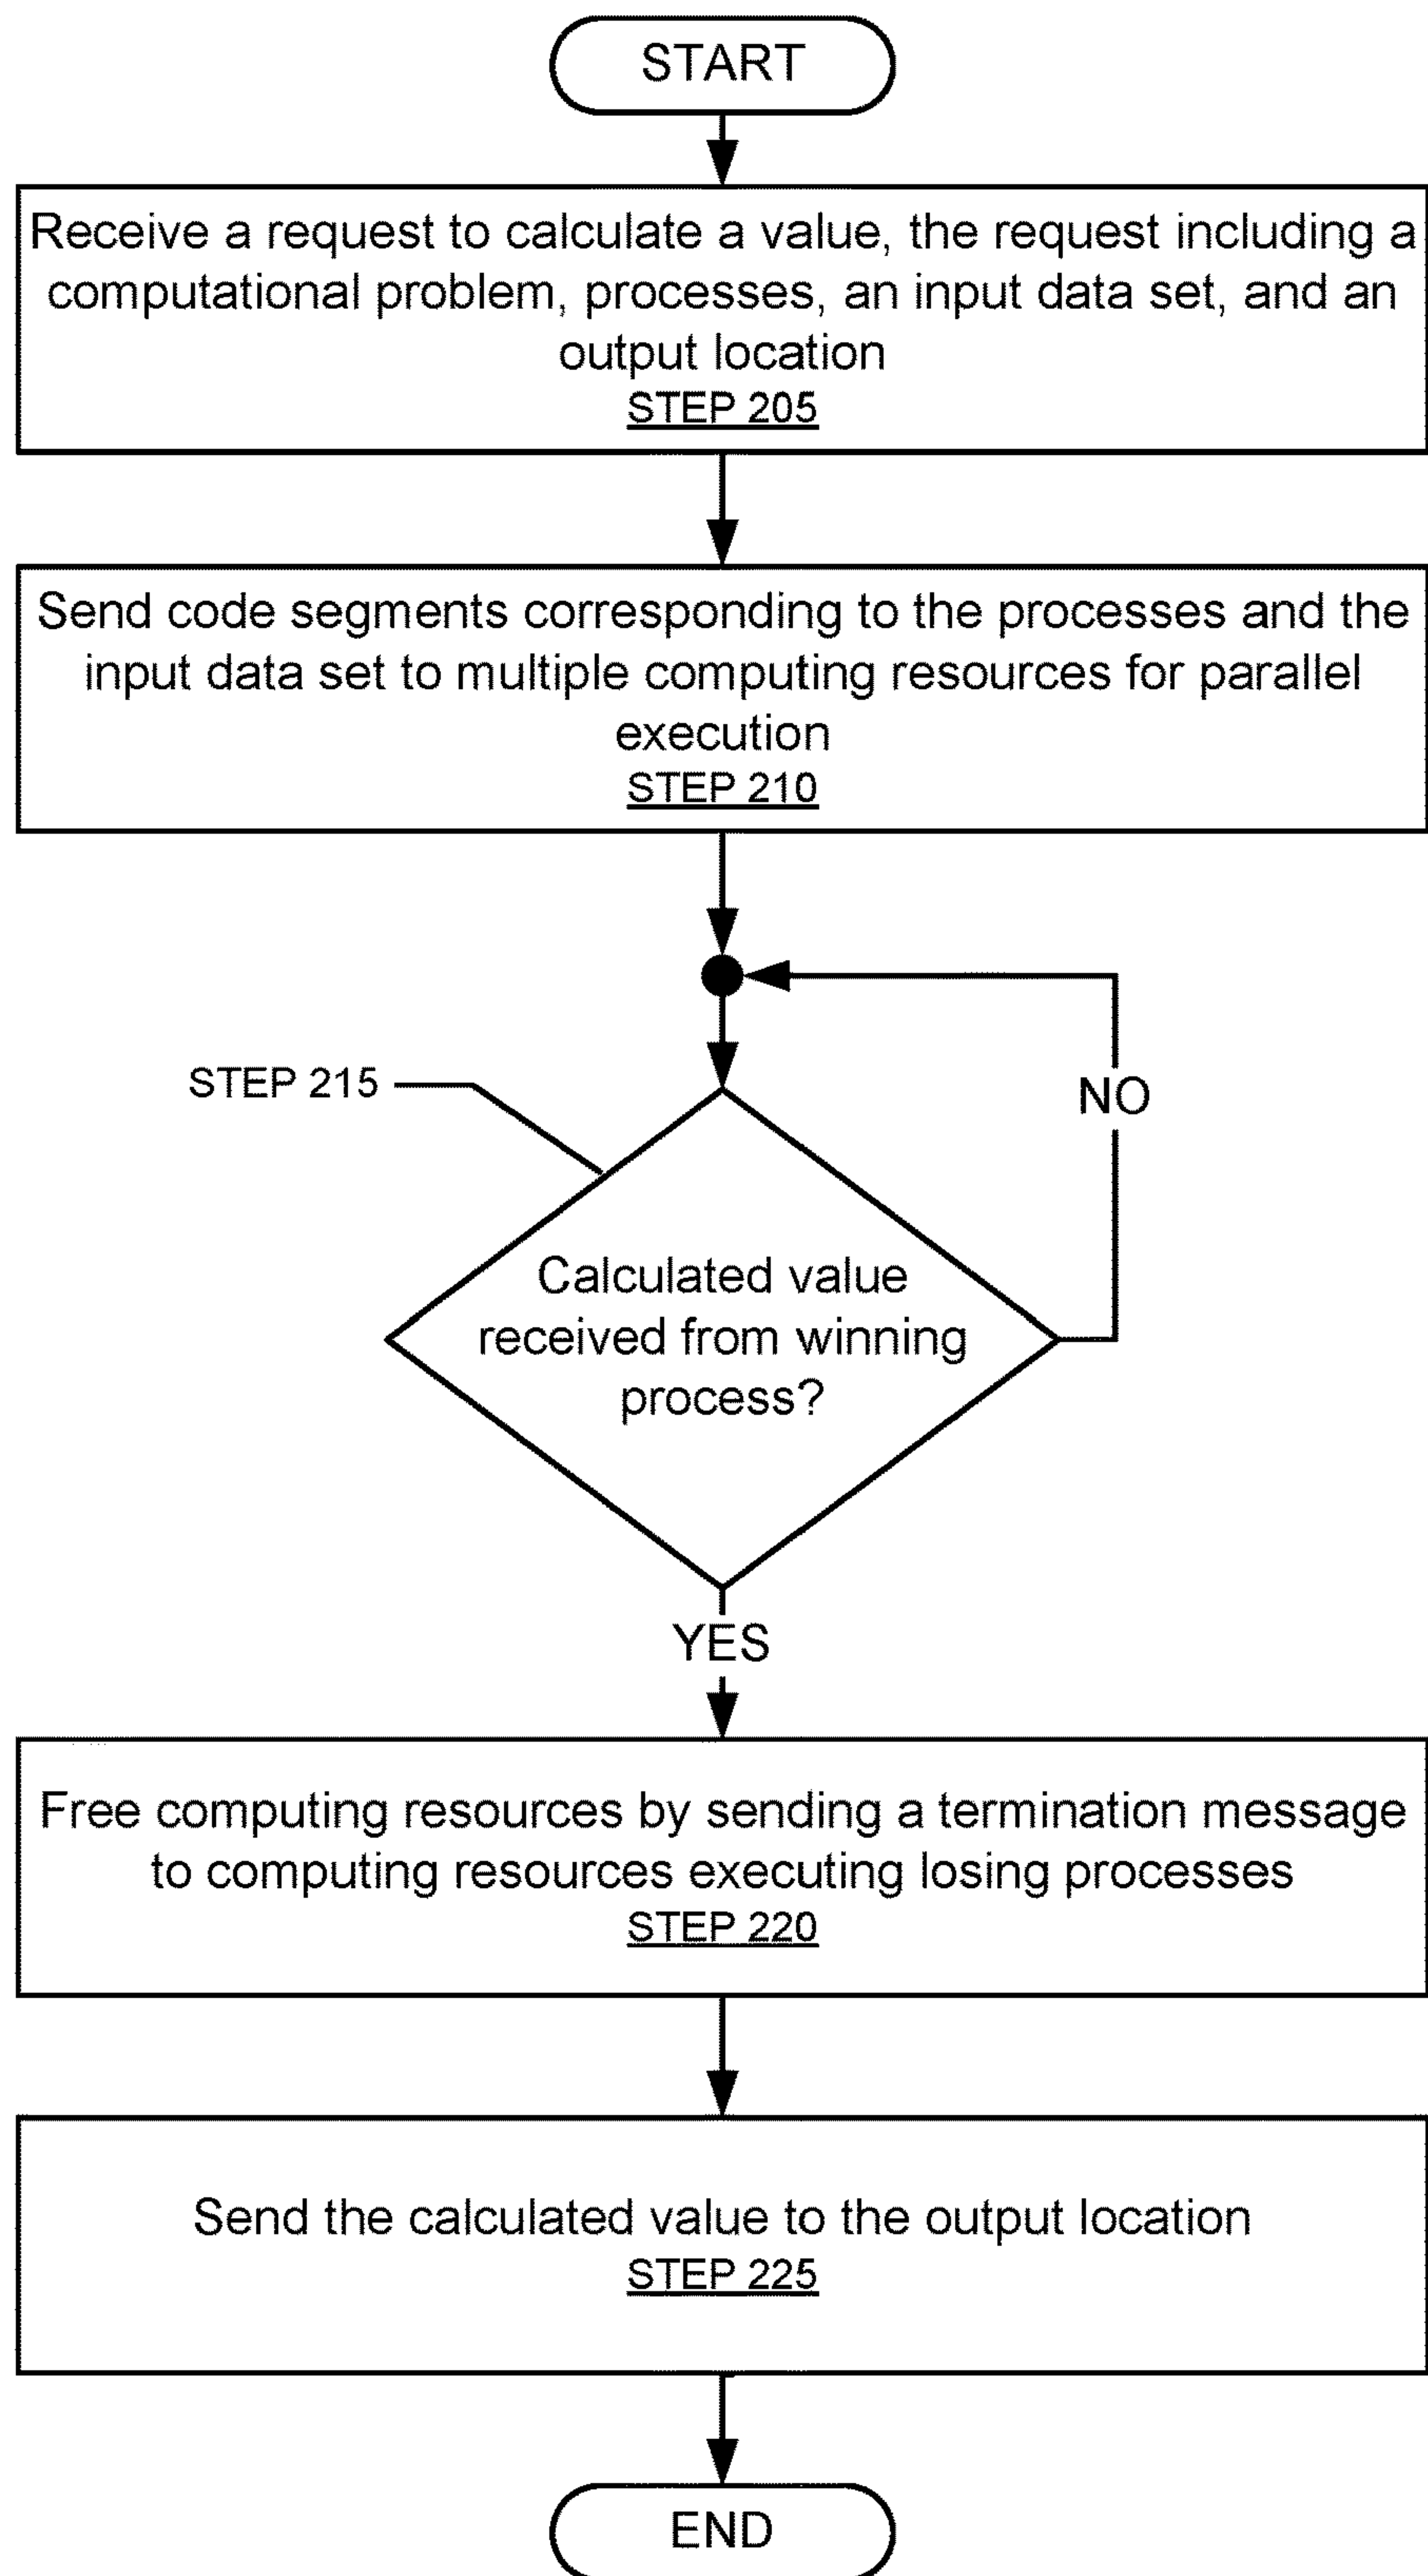 START
Receive a request to calculate a value, the request including a
computational problem, processes, an input data set, and an
output location
STEP 205
Send code segments corresponding to the processes and the
input data set to multiple computing resources for parallel
execution
STEP 210
STEP 215
NO
Calculated value
received from winning
process?
YES
Free computing resources by sending a termination message
to computing resources executing losing processes
STEP 220
Send the calculated value to the output location
STEP 225
END